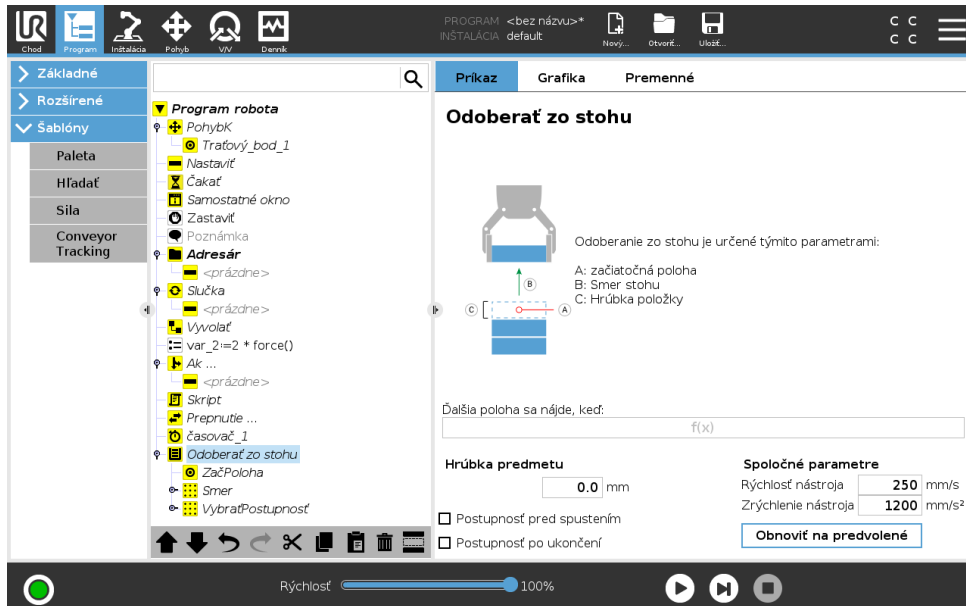 UR
Chod
Program
Inštalácia
Pohyb
V/V
Denník
PROGRAM <bez názvu>*
INŠTALÁCIA default
Nový...
Otvoriť...
Uložiť...
C C
C C
Základné
Rozšírené
Šablóny
Paleta
Hľadať
Sila
Conveyor
Tracking
Program robota
PohybK
Traťový_bod_1
Nastaviť
Čakať
Samostatné okno
Zastaviť
Poznámka
Adresár
<prázdne>
Slučka
<prázdne>
Vyvolať
var_2:=2 * force()
Ak ...
<prázdne>
Skript
Prepnutie ...
časovač_1
Odoberať zo stohu
ZačPoloha
Smer
VybraťPostupnosť
Príkaz
Grafika
Premenné
Odoberať zo stohu
Odoberanie zo stohu je určené týmito parametrami:
A: začiatočná poloha
B: Smer stohu
C: Hrúbka položky
B
C
A
Ďalšia poloha sa nájde, keď:
f(x)
Hrúbka predmetu
0.0 mm
Postupnosť pred spustením
Postupnosť po ukončení
Spoločné parametre
Rýchlosť nástroja 250 mm/s
Zrýchlenie nástroja 1200 mm/s²
Obnoviť na predvolené
Rýchlosť
100%